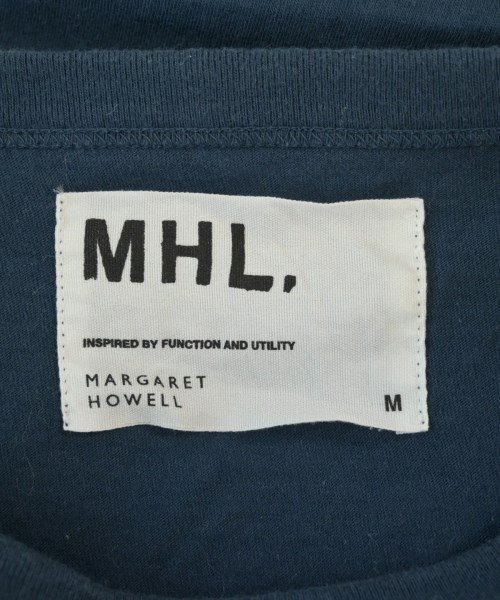 MHL.
INSPIRED BY FUNCTION AND UTILITY
MARGARET
HOWELL
M